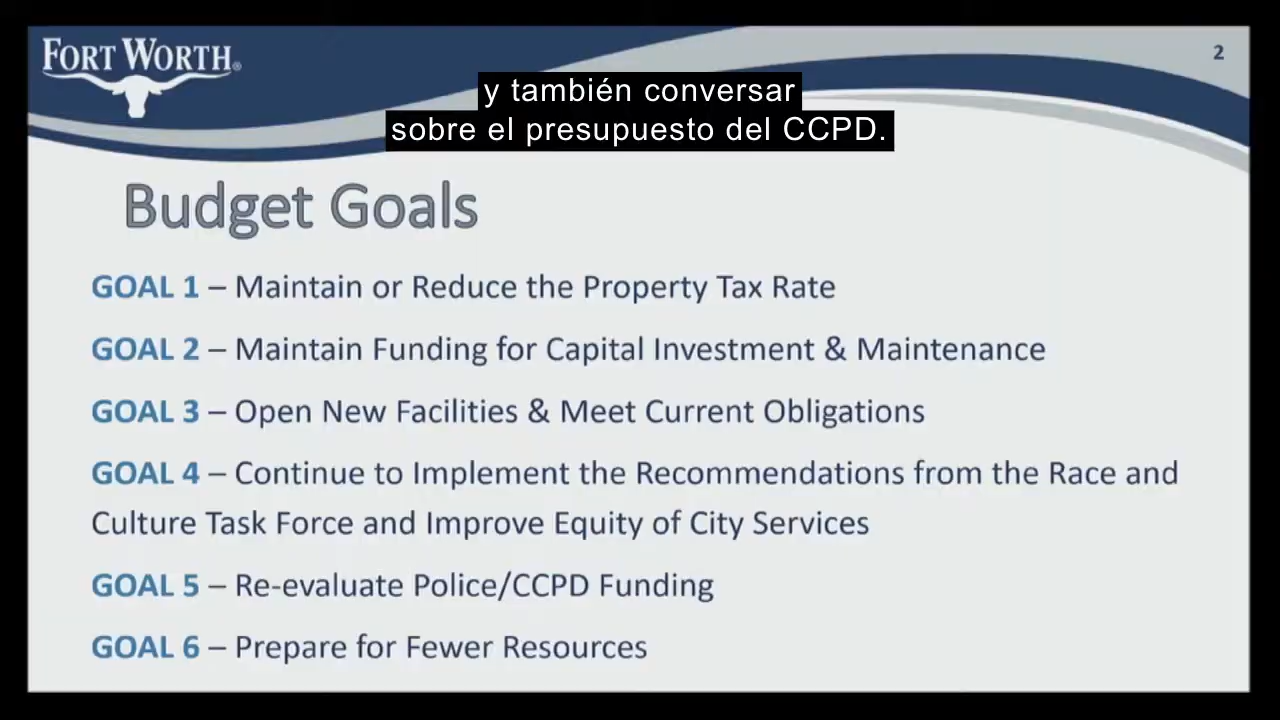 FORT WORTH®
2
y también conversar
sobre el presupuesto del CCPD.
Budget Goals
GOAL 1 – Maintain or Reduce the Property Tax Rate
GOAL 2 – Maintain Funding for Capital Investment & Maintenance
GOAL 3 – Open New Facilities & Meet Current Obligations
GOAL 4 – Continue to Implement the Recommendations from the Race and
Culture Task Force and Improve Equity of City Services
GOAL 5 – Re-evaluate Police/CCPD Funding
GOAL 6 – Prepare for Fewer Resources